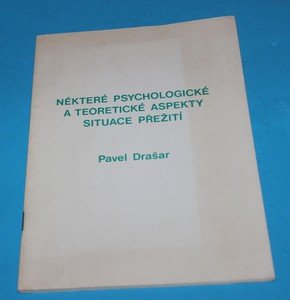 NĚKTERÉ PSYCHOLOGICKÉ
A TEORETICKÉ ASPEKTY
SITUACE PŘEŽITÍ
Pavel Drašar